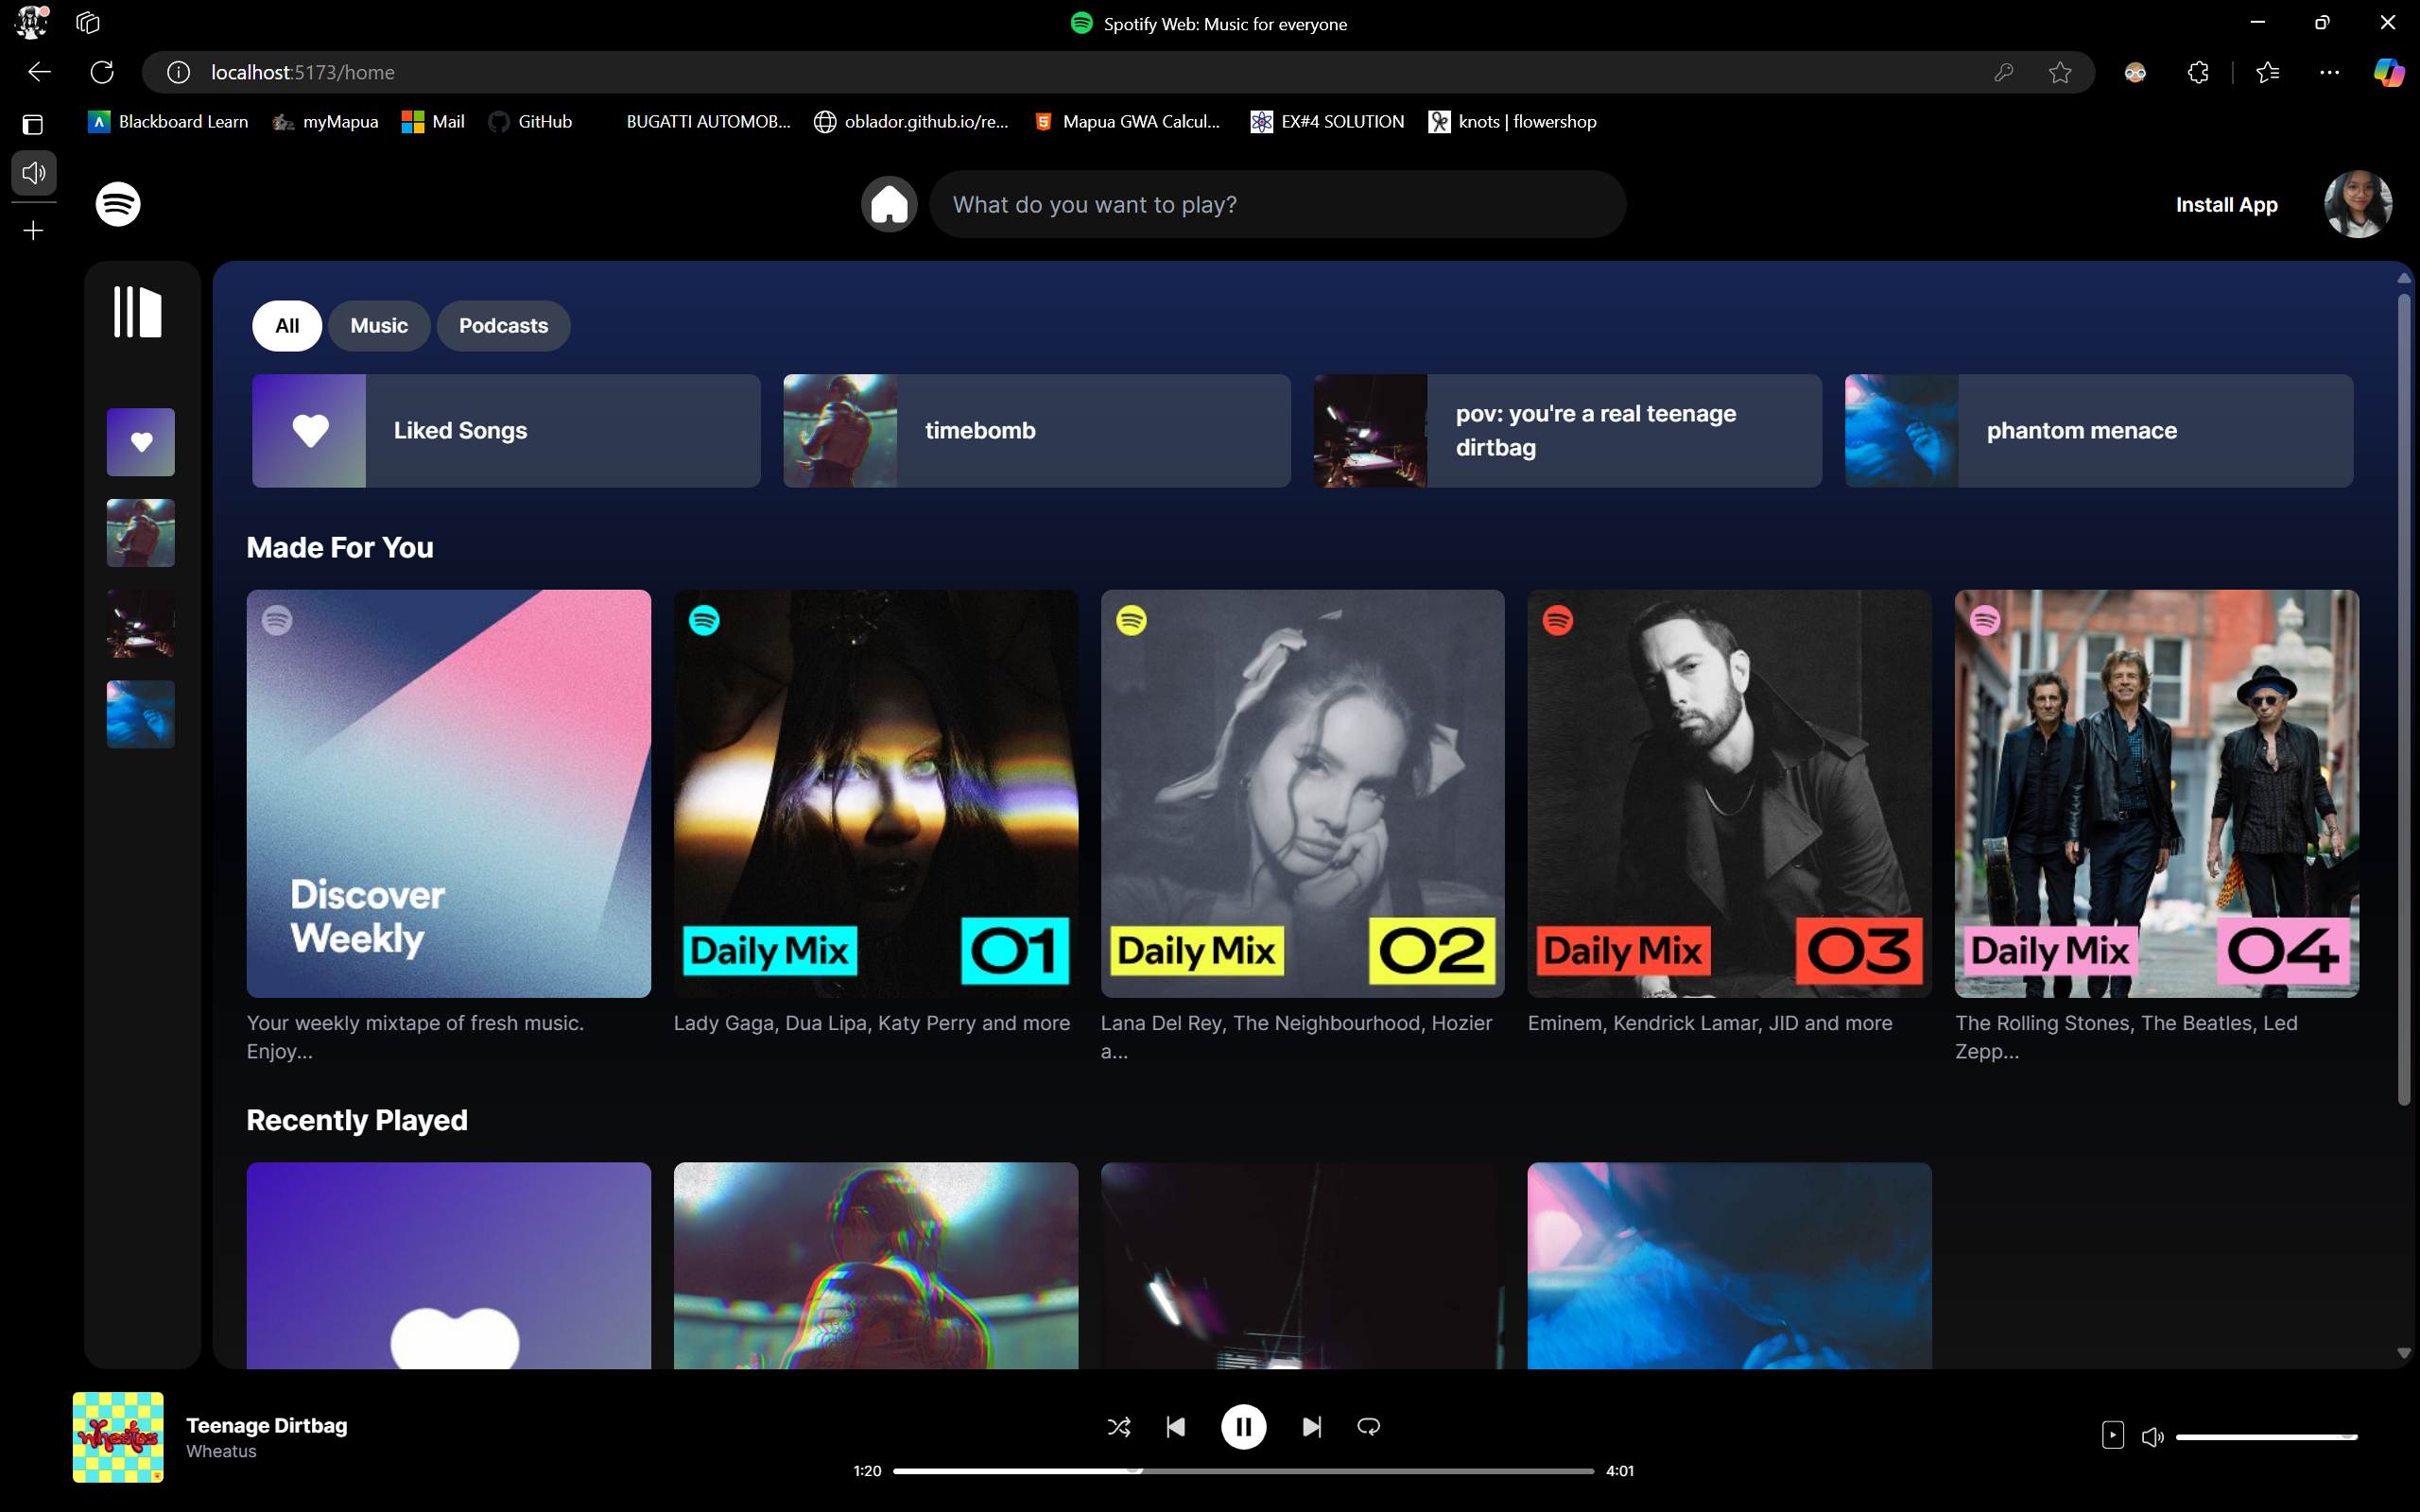 Spotify Web: Music for everyone
localhost:5173/home
Blackboard Learn
myMapua
Mail
GitHub
BUGATTI AUTOMOB...
oblador.github.io/re...
Mapua GWA Calcul...
EX#4 SOLUTION
knots | flowershop
What do you want to play?
Install App
All
Music
Podcasts
Liked Songs
timebomb
pov: you're a real teenage
dirtbag
phantom menace
Made For You
Discover
Weekly
Daily Mix
01
Daily Mix
02
Daily Mix
03
Daily Mix
04
Your weekly mixtape of fresh music.
Enjoy...
Lady Gaga, Dua Lipa, Katy Perry and more
Lana Del Rey, The Neighbourhood, Hozier
a...
Eminem, Kendrick Lamar, JID and more
The Rolling Stones, The Beatles, Led
Zepp...
Recently Played
wheatus
Teenage Dirtbag
Wheatus
1:20
4:01